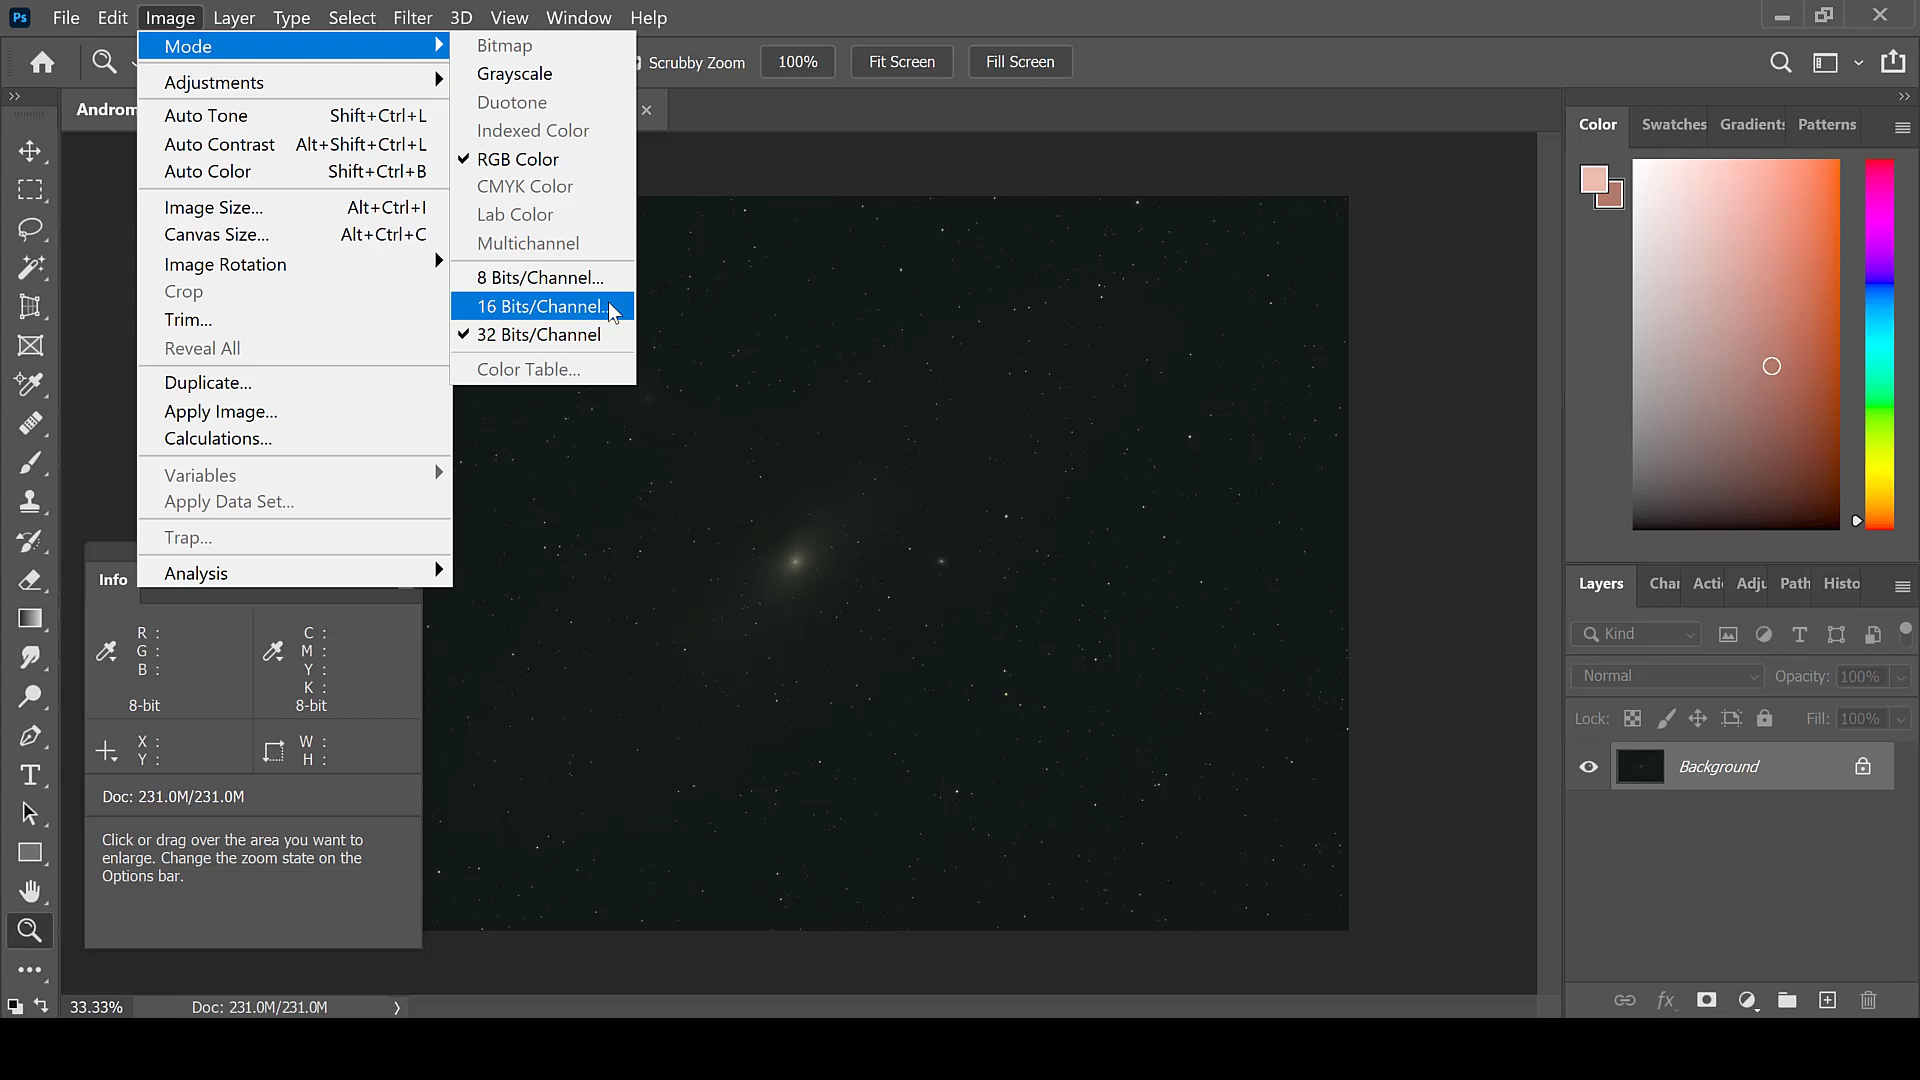 Ps File Edit Image Layer Type Select Filter 3D View Window Help
Scrubby Zoom 100% Fit Screen Fill Screen
Androm
Mode
Adjustments
Auto Tone Shift+Ctrl+L
Auto Contrast Alt+Shift+Ctrl+L
Auto Color Shift+Ctrl+B
Image Size... Alt+Ctrl+I
Canvas Size... Alt+Ctrl+C
Image Rotation
Crop
Trim...
Reveal All
Duplicate...
Apply Image...
Calculations...
Variables
Apply Data Set...
Trap...
Analysis
Bitmap
Grayscale
Duotone
Indexed Color
RGB Color
CMYK Color
Lab Color
Multichannel
8 Bits/Channel...
16 Bits/Channel...
32 Bits/Channel
Color Table...
Info
R :
G :
B :
8-bit
C :
M :
Y :
K :
8-bit
X :
Y :
W :
H :
Doc: 231.0M/231.0M
Click or drag over the area you want to
enlarge. Change the zoom state on the
Options bar.
33.33% Doc: 231.0M/231.0M
Color Swatches Gradients Patterns
Layers Char Acti Adju Path Histo
Kind
Normal Opacity: 100%
Lock: Fill: 100%
Background
fx